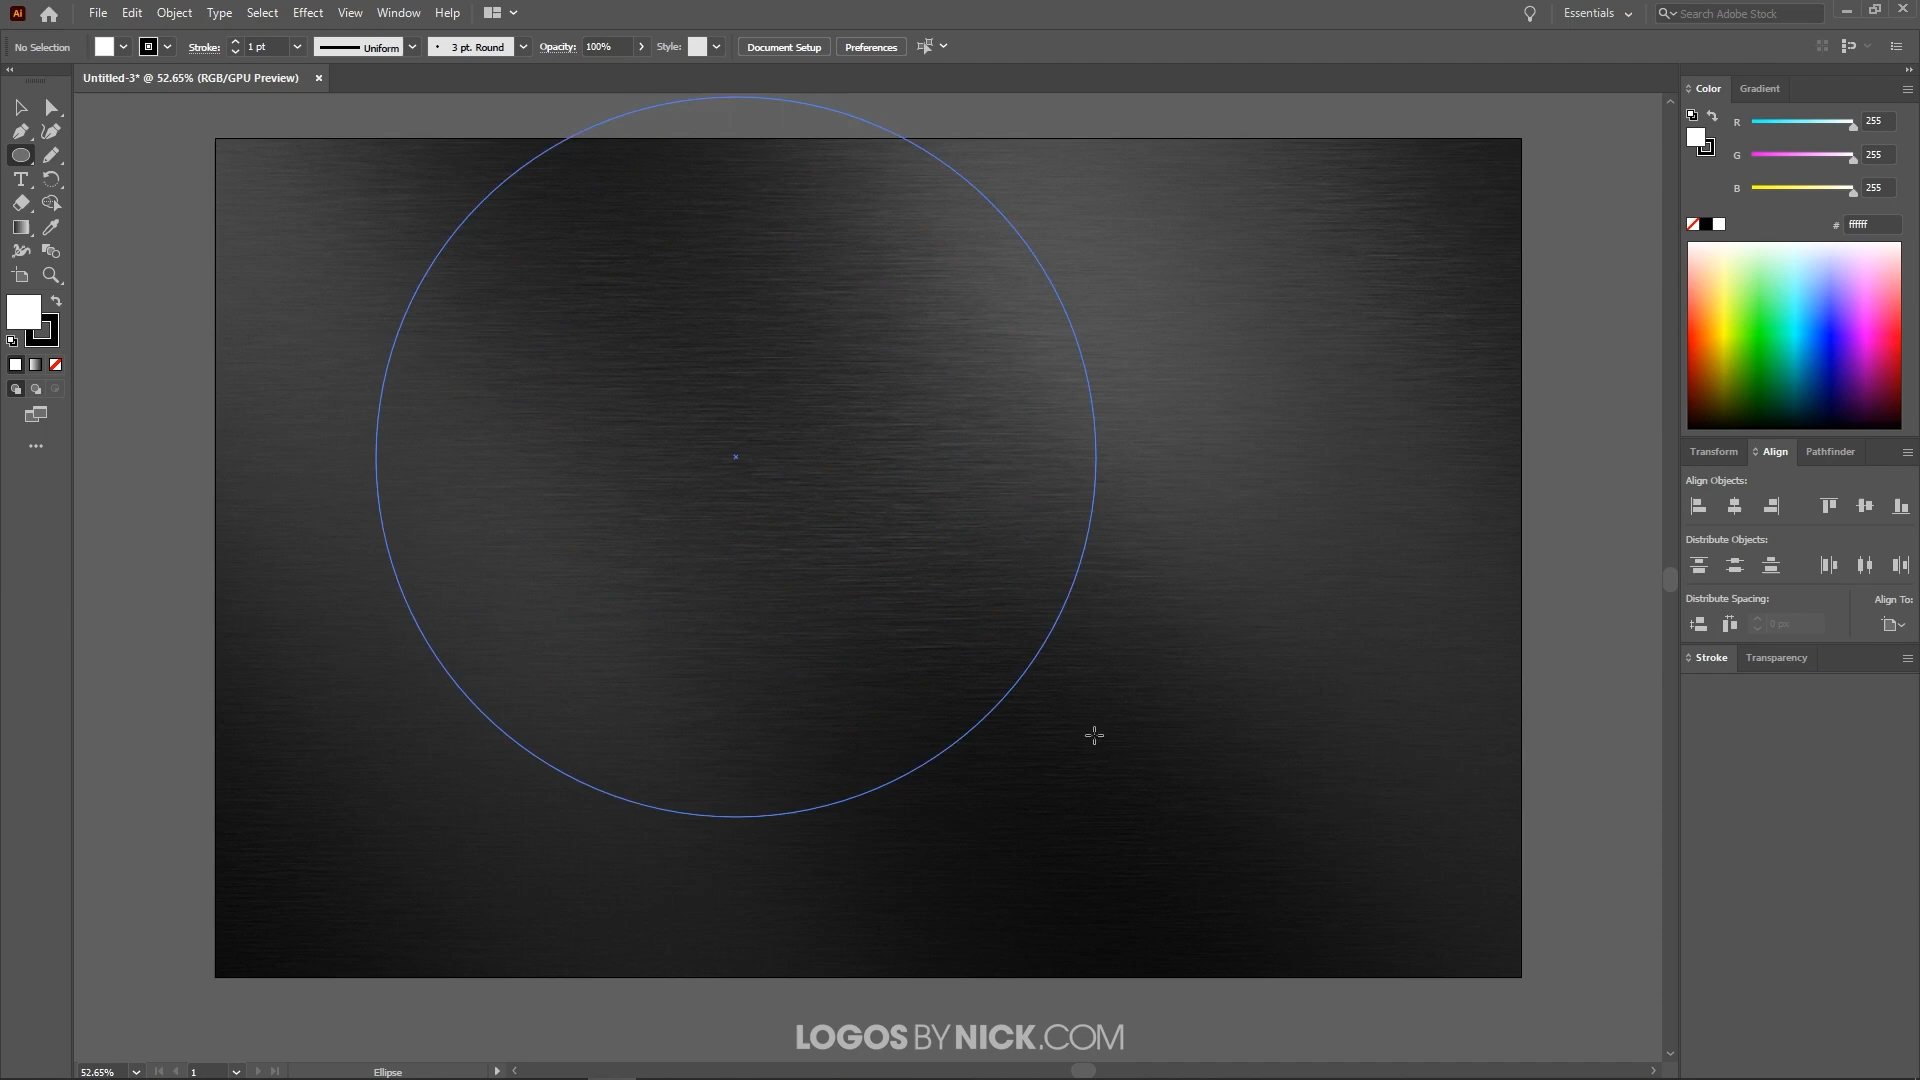 Ai File Edit Object Type Select Effect View Window Help Essentials Search Adobe Stock
No Selection Stroke: 1 pt Uniform 3 pt. Round Opacity: 100% Style: Document Setup Preferences
Untitled-3* @ 52.65% (RGB/GPU Preview)
Color Gradient
R 255
G 255
B 255
# ffffff
Transform Align Pathfinder
Align Objects:
Distribute Objects:
Distribute Spacing: Align To:
0 px
Stroke Transparency
LOGOSBYNICK.COM
52.65% 1 Ellipse